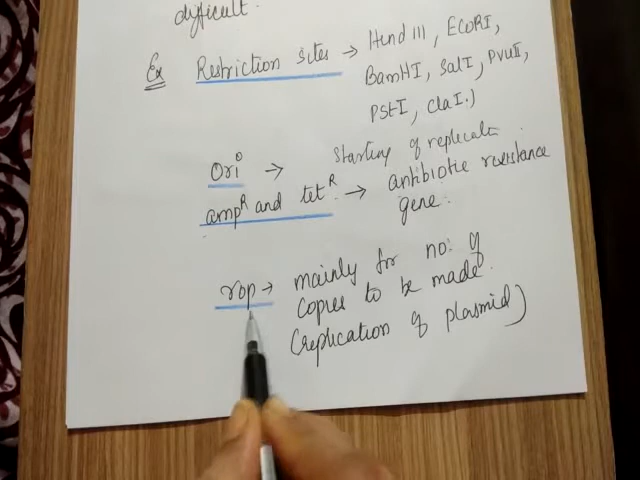 difficult.
Ex Restriction sites → Hind III, EcoRI,
BamHI, SalI, PvuII,
PstI, ClaI.)
Ori → starting of replicatn.
ampR and tetR. → antibiotic resistance
gene.
rop → mainly for no: of
copies to be made.
(replication of plasmid)